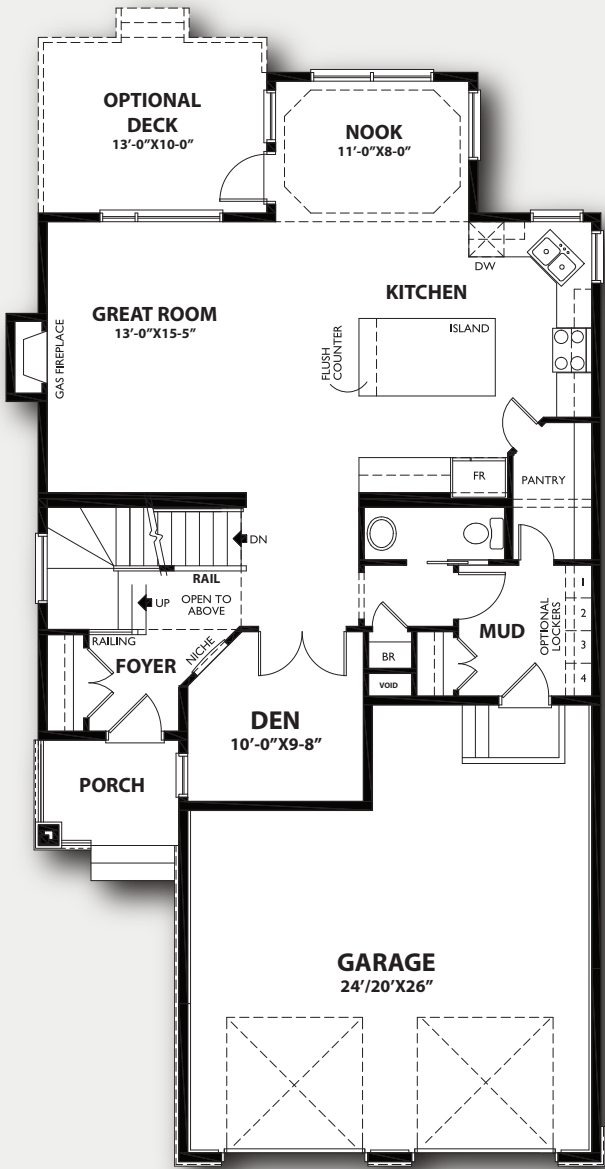 OPTIONAL
DECK
13'-0"X10-0"
NOOK
11'-0"X8-0"
DW
KITCHEN
GREAT ROOM
13'-0"X15-5"
GAS FIREPLACE
ISLAND
FLUSH
COUNTER
FR
PANTRY
DN
RAIL
UP
OPEN TO
ABOVE
RAILING
NICHE
FOYER
BR
VOID
MUD
OPTIONAL
LOCKERS
1
2
3
4
DEN
10'-0"X9-8"
PORCH
GARAGE
24'/20'X26"